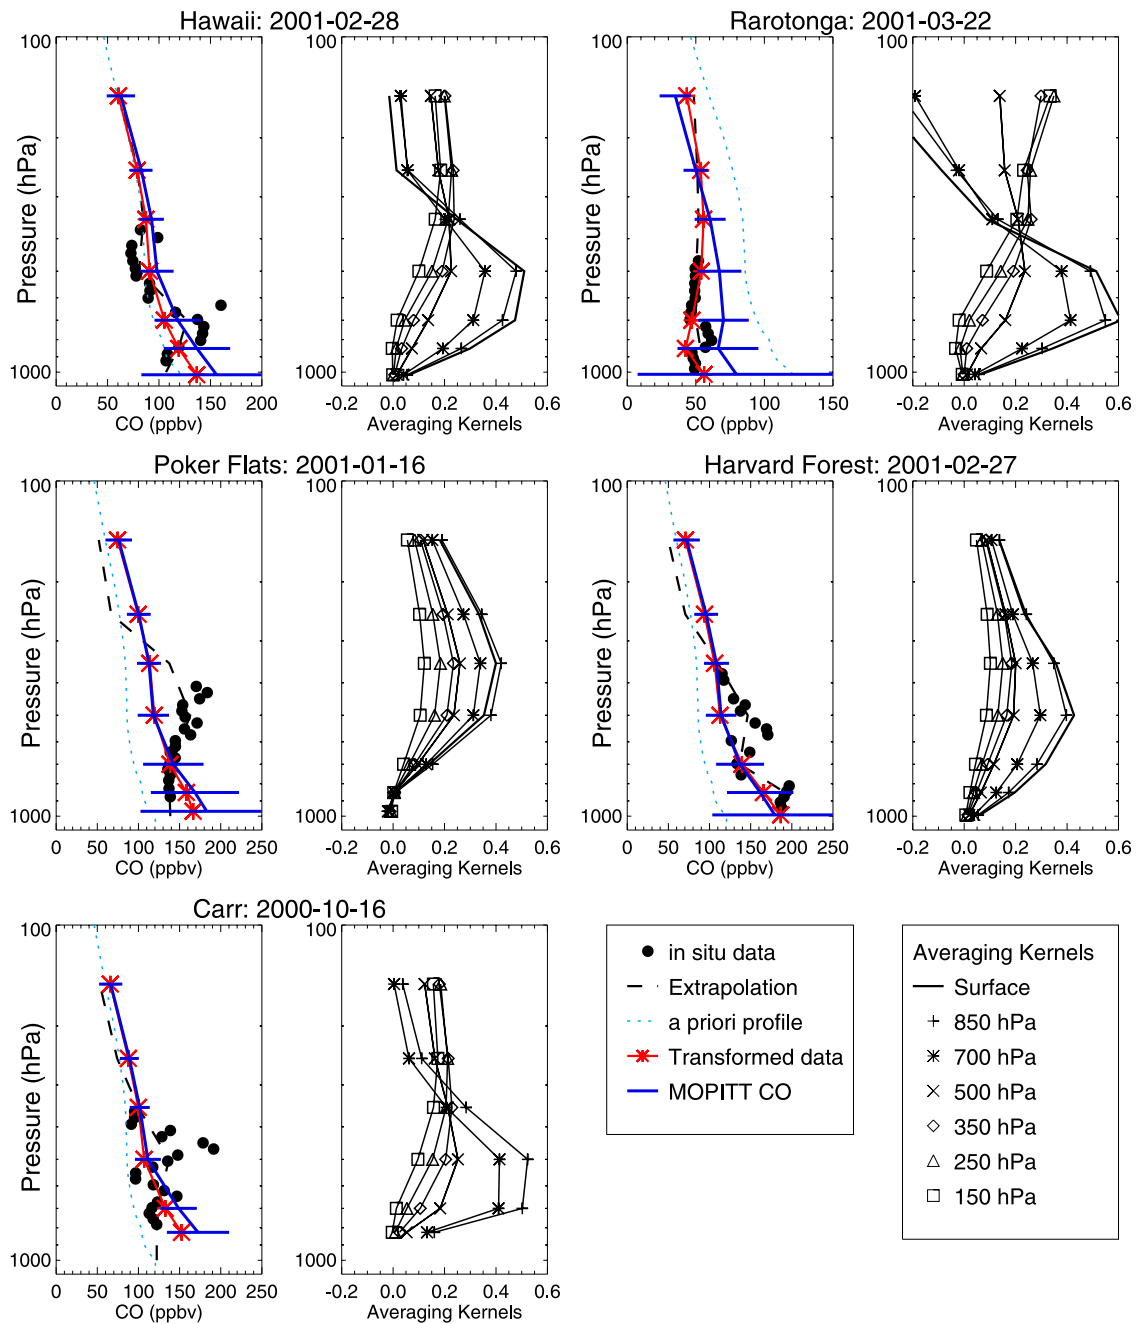 Hawaii: 2001-02-28
Rarotonga: 2001-03-22
100
1000
Pressure (hPa)
0 50 100 150 200
CO (ppbv)
100
1000
-0.2 0.0 0.2 0.4 0.6
Averaging Kernels
100
1000
Pressure (hPa)
0 50 100 150
CO (ppbv)
100
1000
-0.2 0.0 0.2 0.4 0.6
Averaging Kernels
Poker Flats: 2001-01-16
Harvard Forest: 2001-02-27
100
1000
Pressure (hPa)
0 50 100 150 200 250
CO (ppbv)
100
1000
-0.2 0.0 0.2 0.4 0.6
Averaging Kernels
100
1000
Pressure (hPa)
0 50 100 150 200 250
CO (ppbv)
100
1000
-0.2 0.0 0.2 0.4 0.6
Averaging Kernels
Carr: 2000-10-16
100
1000
Pressure (hPa)
0 50 100 150 200 250
CO (ppbv)
100
1000
-0.2 0.0 0.2 0.4 0.6
Averaging Kernels
in situ data
Extrapolation
a priori profile
Transformed data
MOPITT CO
Averaging Kernels
Surface
850 hPa
700 hPa
500 hPa
350 hPa
250 hPa
150 hPa